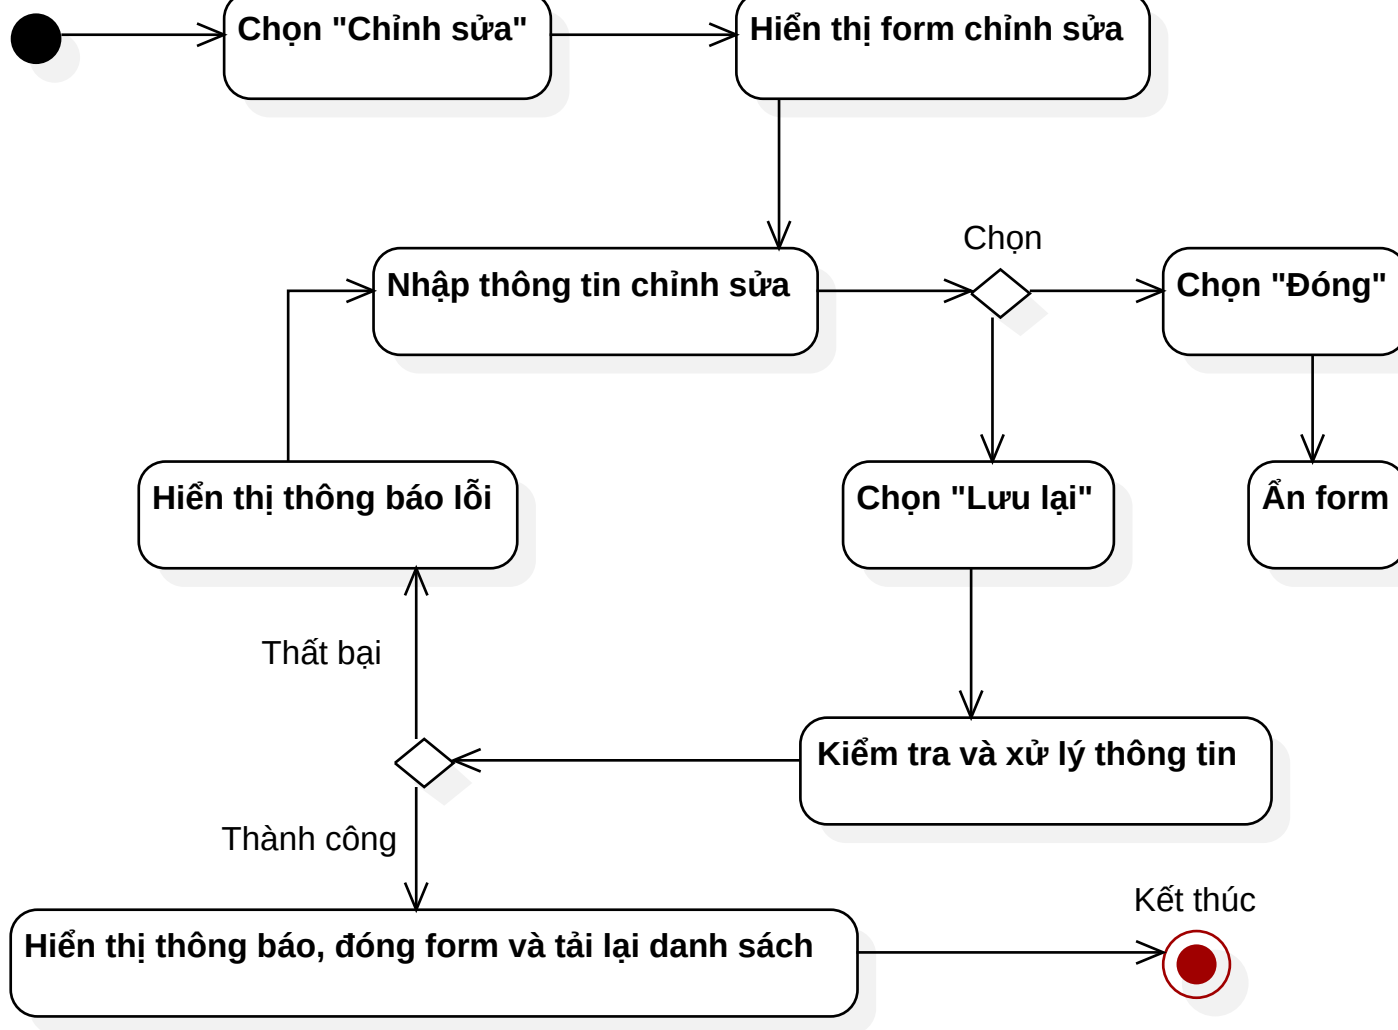 Chọn "Chỉnh sửa"
Hiển thị form chỉnh sửa
Chọn
Nhập thông tin chỉnh sửa
Chọn "Đóng"
Hiển thị thông báo lỗi
Chọn "Lưu lại"
Ẩn form
Thất bại
Kiểm tra và xử lý thông tin
Thành công
Kết thúc
Hiển thị thông báo, đóng form và tải lại danh sách